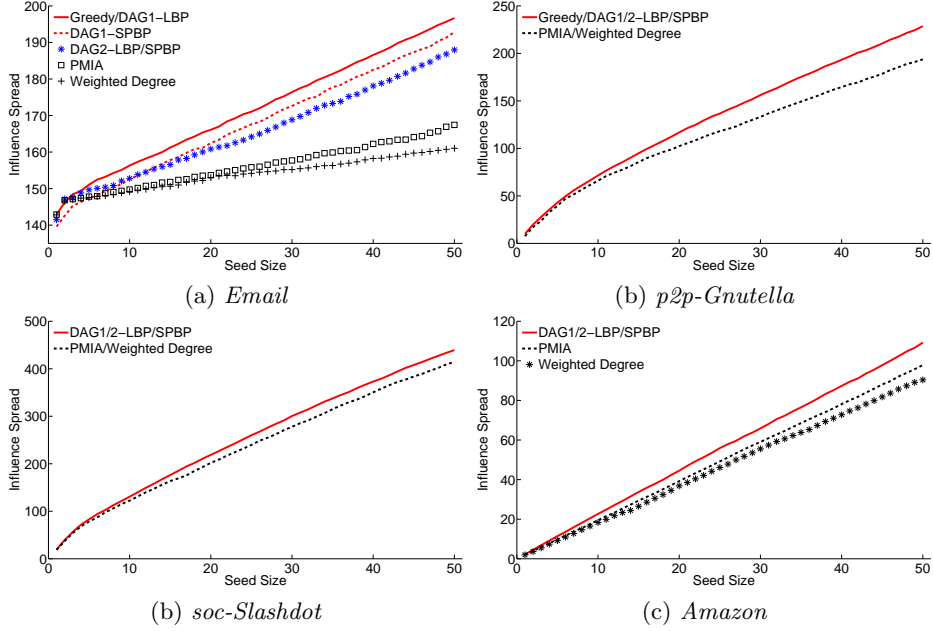 200
190
180
170
160
150
140
Influence Spread
Greedy/DAG1−LBP
DAG1−SPBP
DAG2−LBP/SPBP
PMIA
Weighted Degree
0 10 20 30 40 50
Seed Size
(a) Email
250
200
150
100
50
0
Influence Spread
Greedy/DAG1/2−LBP/SPBP
PMIA/Weighted Degree
0 10 20 30 40 50
Seed Size
(b) p2p-Gnutella
500
400
300
200
100
0
Influence Spread
DAG1/2−LBP/SPBP
PMIA/Weighted Degree
0 10 20 30 40 50
Seed Size
(b) soc-Slashdot
120
100
80
60
40
20
0
Influence Spread
DAG1/2−LBP/SPBP
PMIA
Weighted Degree
0 10 20 30 40 50
Seed Size
(c) Amazon